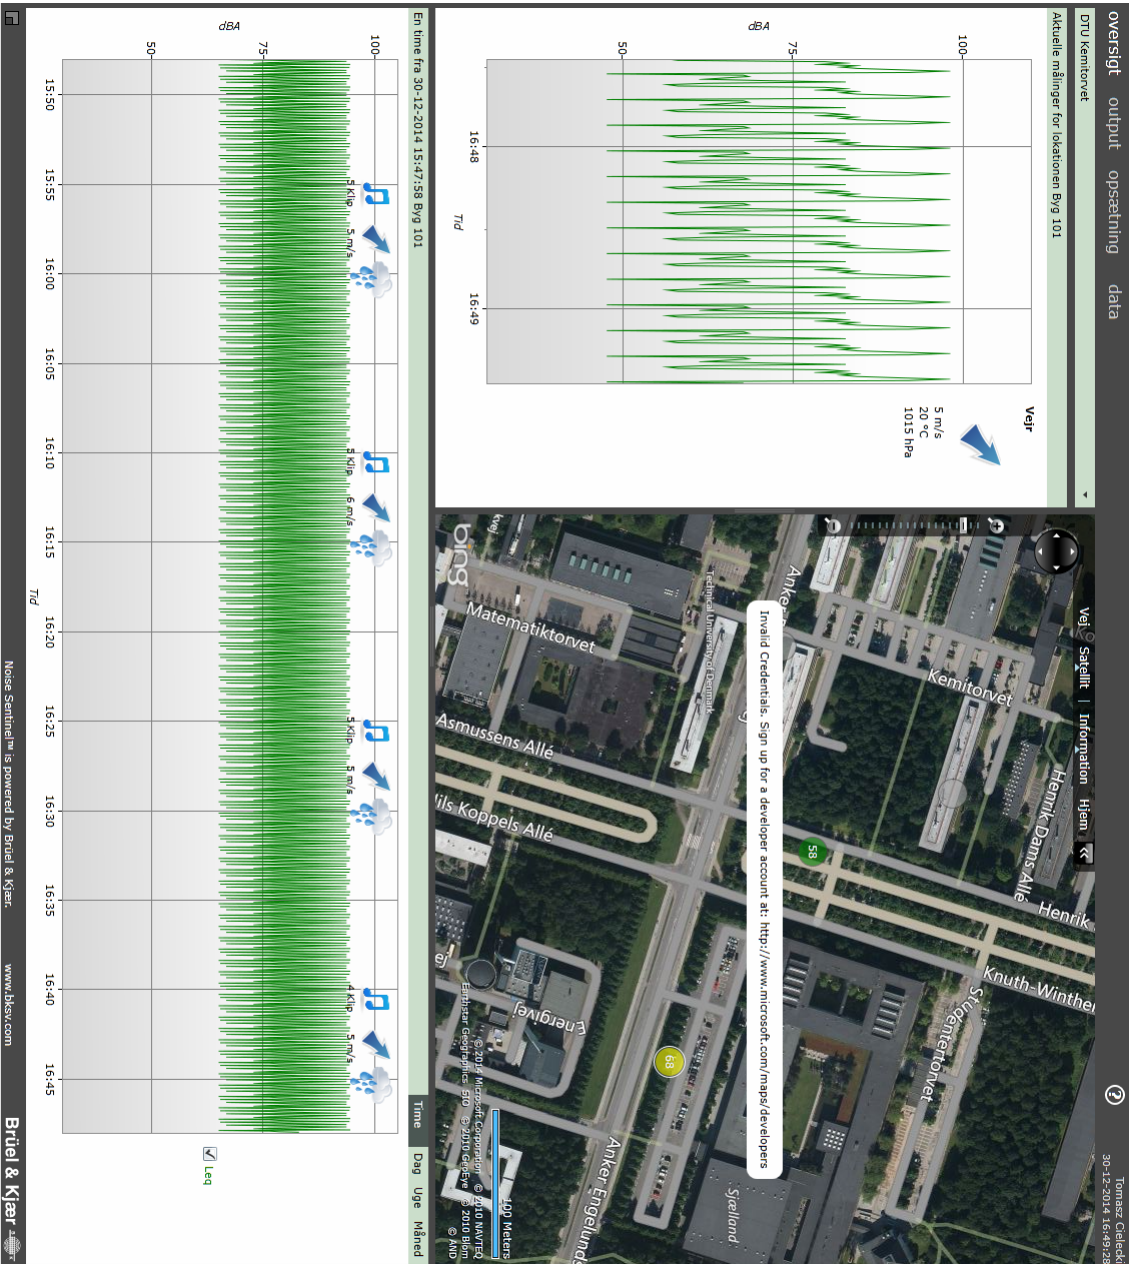 oversigt output opsætning data
Tomasz Cielecki
30-12-2014 16:49:28
DTU Kemitorvet
Aktuelle målinger for lokationen Byg 101
100
75
50
dBA
16:48
16:49
Tid
Vejr
5 m/s
20 °C
1015 hPa
Vej Satellit | Information Hjem
Invalid Credentials. Sign up for a developer account at: http://www.microsoft.com/maps/developers
Henrik Dams Allé
Henrik
Knuth-Winther
Kemitorvet
Studentertorvet
58
68
Technical University of Denmark
Matematiktorvet
Asmussens Allé
Nils Koppels Allé
Energivej
Anker Engelunds
Sjælland
bing
100 Meters
© 2014 Microsoft Corporation © 2010 NAVTEQ
Earthstar Geographics SIO © 2010 GeoEye © 2010 Blom
© AND
En time fra 30-12-2014 15:47:58 Byg 101
Time Dag Uge Måned
100
75
50
dBA
5 Klip
5 m/s
5 Klip
6 m/s
5 Klip
5 m/s
4 Klip
5 m/s
15:50
15:55
16:00
16:05
16:10
16:15
16:20
16:25
16:30
16:35
16:40
16:45
Tid
Leq
Noise Sentinel™ is powered by Brüel & Kjær. www.bksv.com
Brüel & Kjær